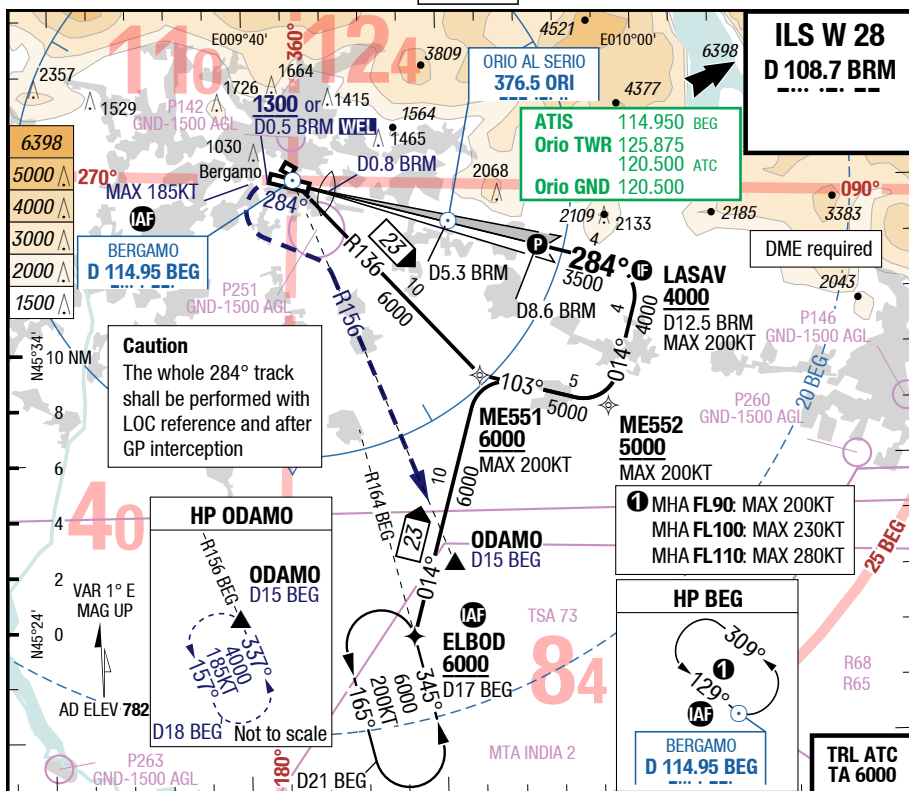 ILS W 28
D 108.7 BRM
E009°40'
360°
E010°00'
4521
6398
11
0
12
4
3809
ORIO AL SERIO
376.5 ORI
2357
1664
1726
4377
1529
P142
GND-1500 AGL
1300 or
D0.5 BRM WEL
1415
1564
1465
ATIS 114.950 BEG
Orio TWR 125.875
120.500 ATC
Orio GND 120.500
6398
5000
4000
3000
2000
1500
1030
Bergamo
D0.8 BRM
2068
270°
090°
MAX 185KT
284°
IAF
BERGAMO
D 114.95 BEG
2109
2133
2185
3383
DME required
23
R136
10
6000
D5.3 BRM
P
4
284°
3500
IF
LASAV
4000
D12.5 BRM
MAX 200KT
D8.6 BRM
2043
P251
GND-1500 AGL
R156
4
4000
014°
P146
GND-1500 AGL
N45°34'
10 NM
Caution
The whole 284° track
shall be performed with
LOC reference and after
GP interception
103°
5
5000
20 BEG
ME551
6000
MAX 200KT
ME552
5000
MAX 200KT
P260
GND-1500 AGL
8
6
4
2
0
10
6000
R164 BEG
23
014°
1 MHA FL90: MAX 200KT
MHA FL100: MAX 230KT
MHA FL110: MAX 280KT
25 BEG
4
0
HP ODAMO
R156 BEG
ODAMO
D15 BEG
337°
4000
185KT
157°
D18 BEG
Not to scale
ODAMO
D15 BEG
TSA 73
HP BEG
309°
1
129°
IAF
BERGAMO
D 114.95 BEG
VAR 1° E
MAG UP
N45°24'
AD ELEV 782
IAF
ELBOD
6000
D17 BEG
8
4
345°
6000
200KT
165°
D21 BEG
R68
R65
MTA INDIA 2
P263
GND-1500 AGL
180°
TRL ATC
TA 6000